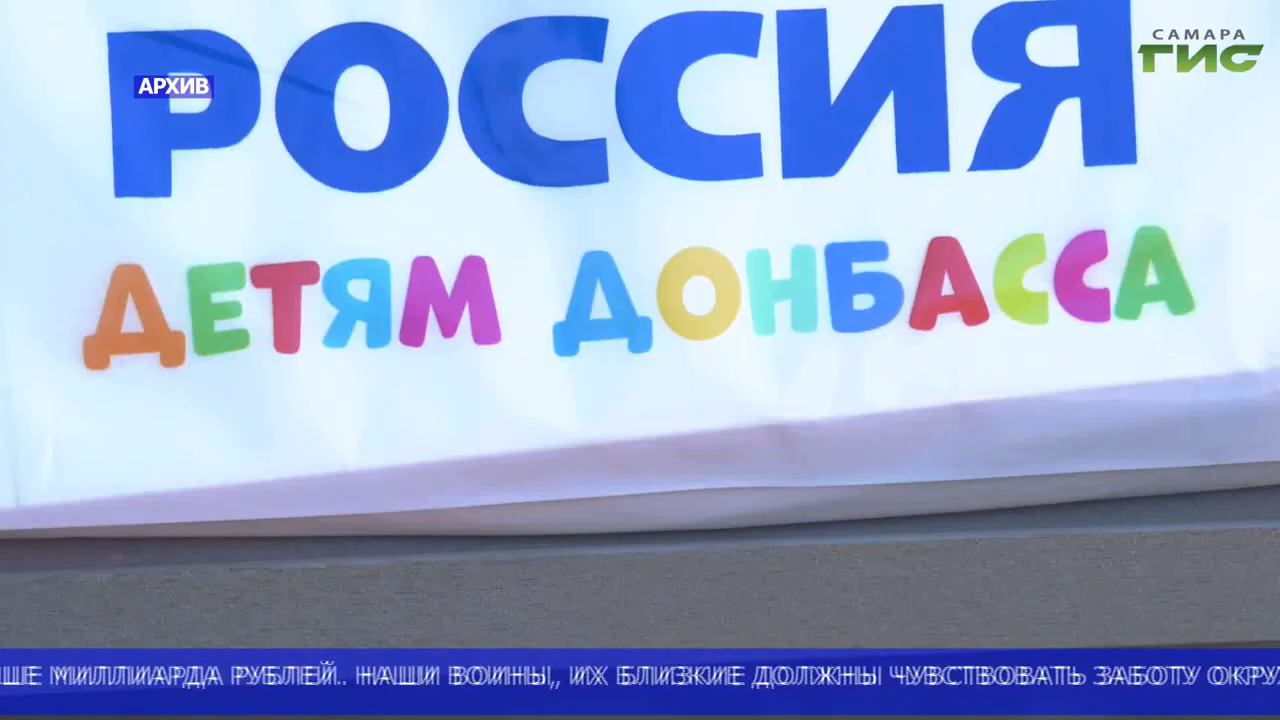 РОССИЯ
САМАРА
ГИС
АРХИВ
ДЕТЯМ ДОНБАССА
МИЛЛИАРДА РУБЛЕЙ. НАШИ ВОИНЫ, ИХ БЛИЗКИЕ ДОЛЖНЫ ЧУВСТВОВАТЬ ЗАБОТУ